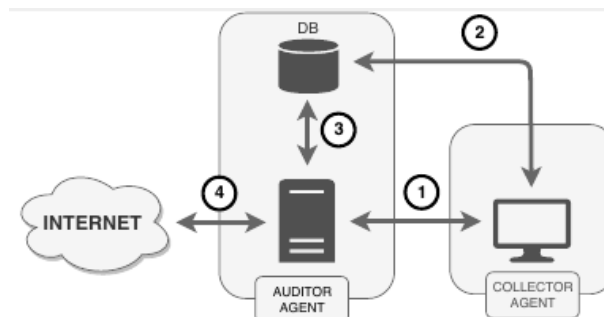 DB
2
3
INTERNET
4
1
AUDITOR
AGENT
COLLECTOR
AGENT